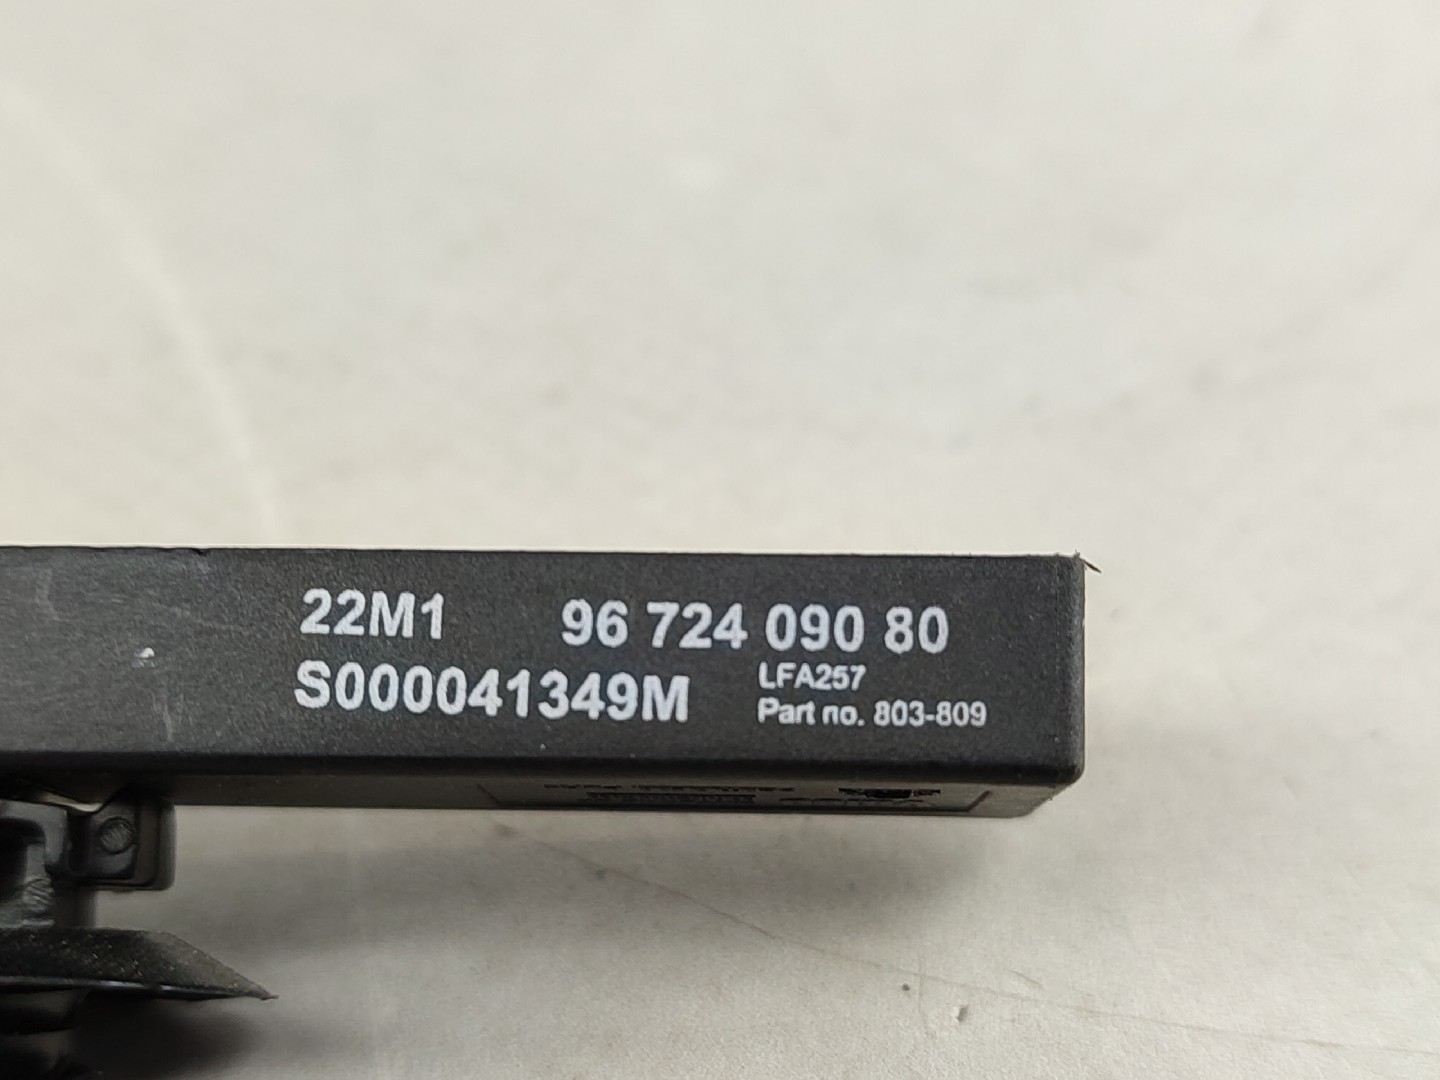 22M1 96 724 090 80
S000041349M LFA257
Part no. 803-809